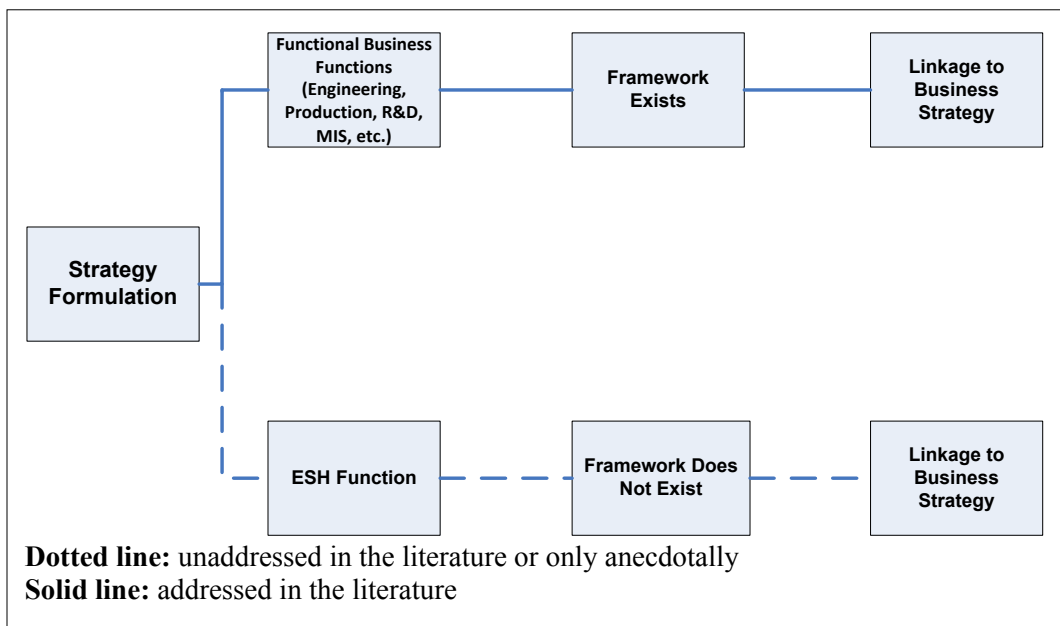 Functional Business
Functions
(Engineering,
Production, R&D,
MIS, etc.)
Framework
Exists
Linkage to
Business
Strategy
Strategy
Formulation
ESH Function
Framework Does
Not Exist
Linkage to
Business
Strategy
Dotted line: unaddressed in the literature or only anecdotally
Solid line: addressed in the literature